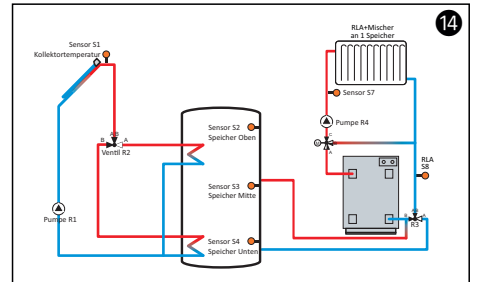 14
RLA+Mischer
an 1 Speicher
Sensor S1
Kollektortemperatur
Sensor S7
Pumpe R4
Sensor S2
Speicher Oben
B
AB
A
Ventil R2
C
M
A
RLA
S8
Sensor S3
Speicher Mitte
Pumpe R1
B
AB
A
R3
Sensor S4
Speicher Unten